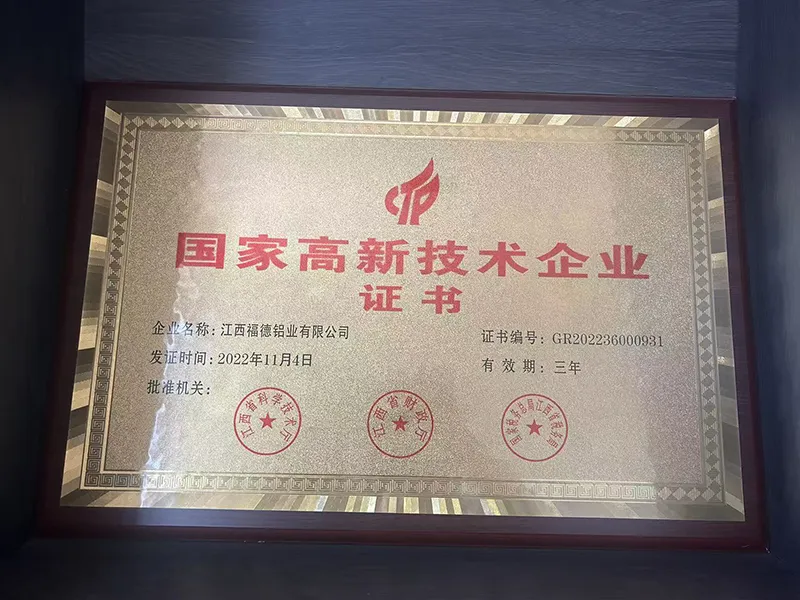 国家高新技术企业
证书
企业名称：江西福德铝业有限公司
证书编号：GR202236000931
发证时间：2022年11月4日
有效期：三年
批准机关：
江西省科学技术厅
江西省财政厅
国家税务总局江西省税务局